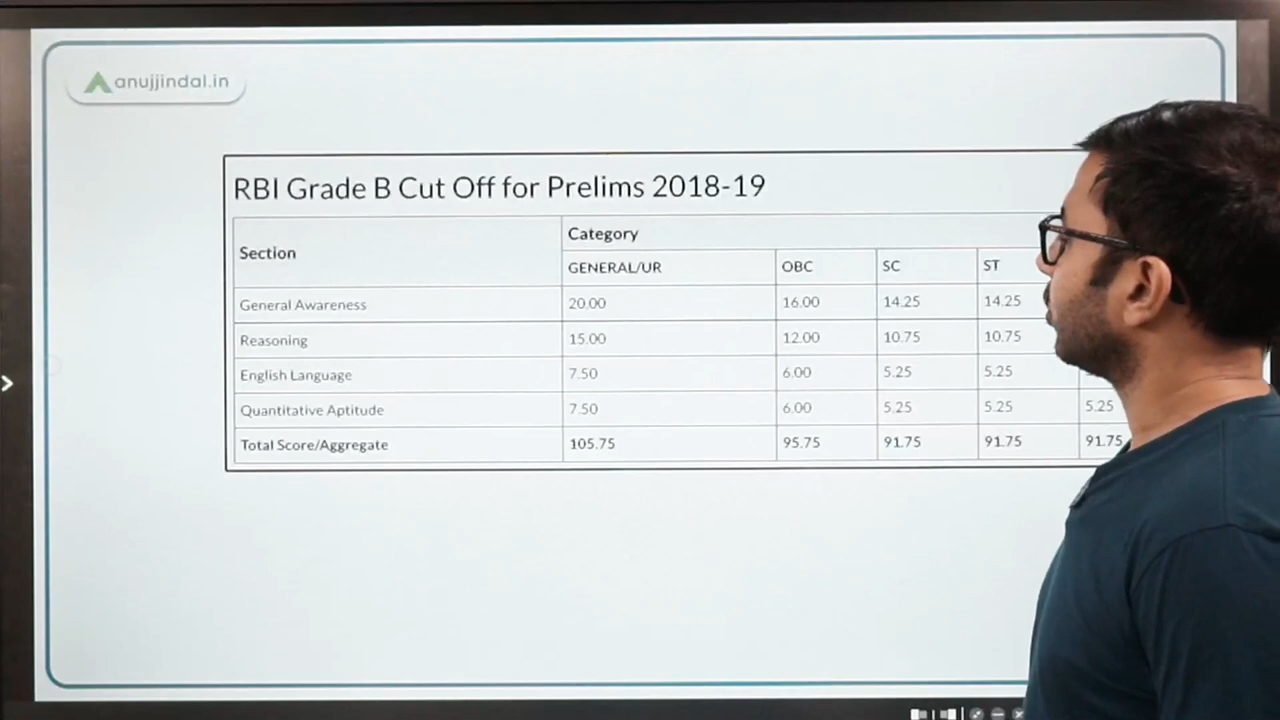 anujjindal.in
RBI Grade B Cut Off for Prelims 2018-19
Section Category
GENERAL/UR OBC SC ST
General Awareness 20.00 16.00 14.25 14.25
Reasoning 15.00 12.00 10.75 10.75
English Language 7.50 6.00 5.25 5.25
Quantitative Aptitude 7.50 6.00 5.25 5.25 5.25
Total Score/Aggregate 105.75 95.75 91.75 91.75 91.75